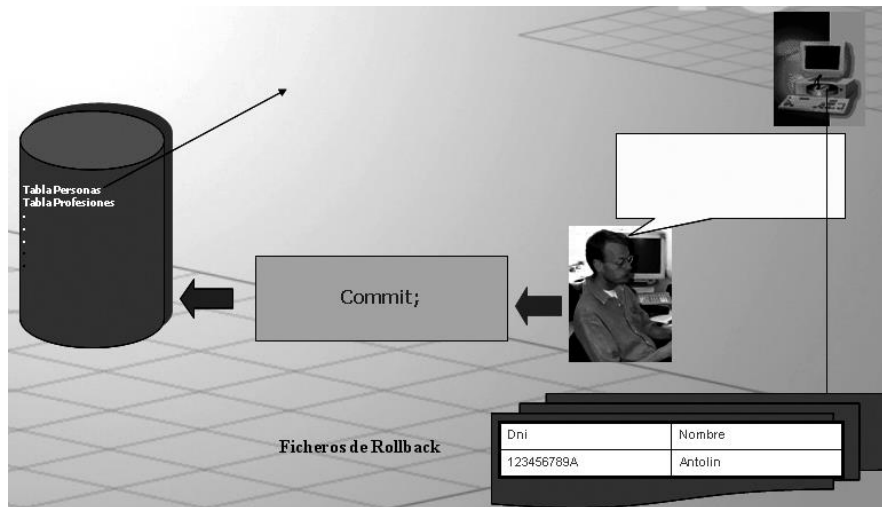 Tabla Personas
Tabla Profesiones
.
.
.
.
.
Commit;
Ficheros de Rollback
Dni Nombre
123456789A Antolin